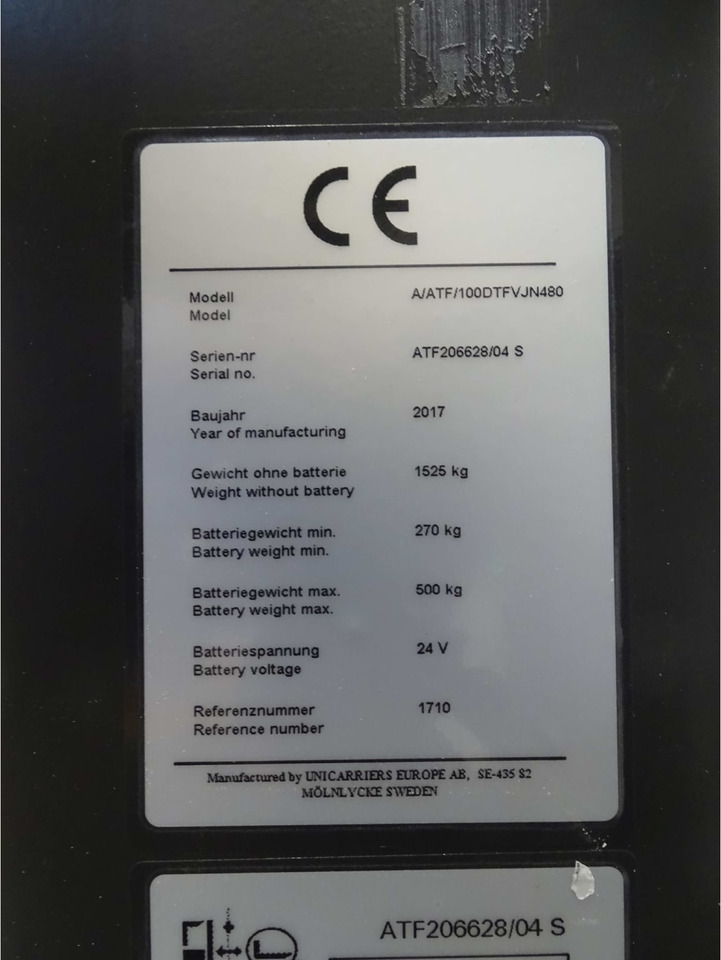 CE
Modell A/ATF/100DTFVJN480
Model
Serien-nr ATF206628/04 S
Serial no.
Baujahr 2017
Year of manufacturing
Gewicht ohne batterie 1525 kg
Weight without battery
Batteriegewicht min. 270 kg
Battery weight min.
Batteriegewicht max. 500 kg
Battery weight max.
Batteriespannung 24 V
Battery voltage
Referenznummer 1710
Reference number
Manufactured by UNICARRIERS EUROPE AB, SE-435 82
MÖLNLYCKE SWEDEN
ATF206628/04 S